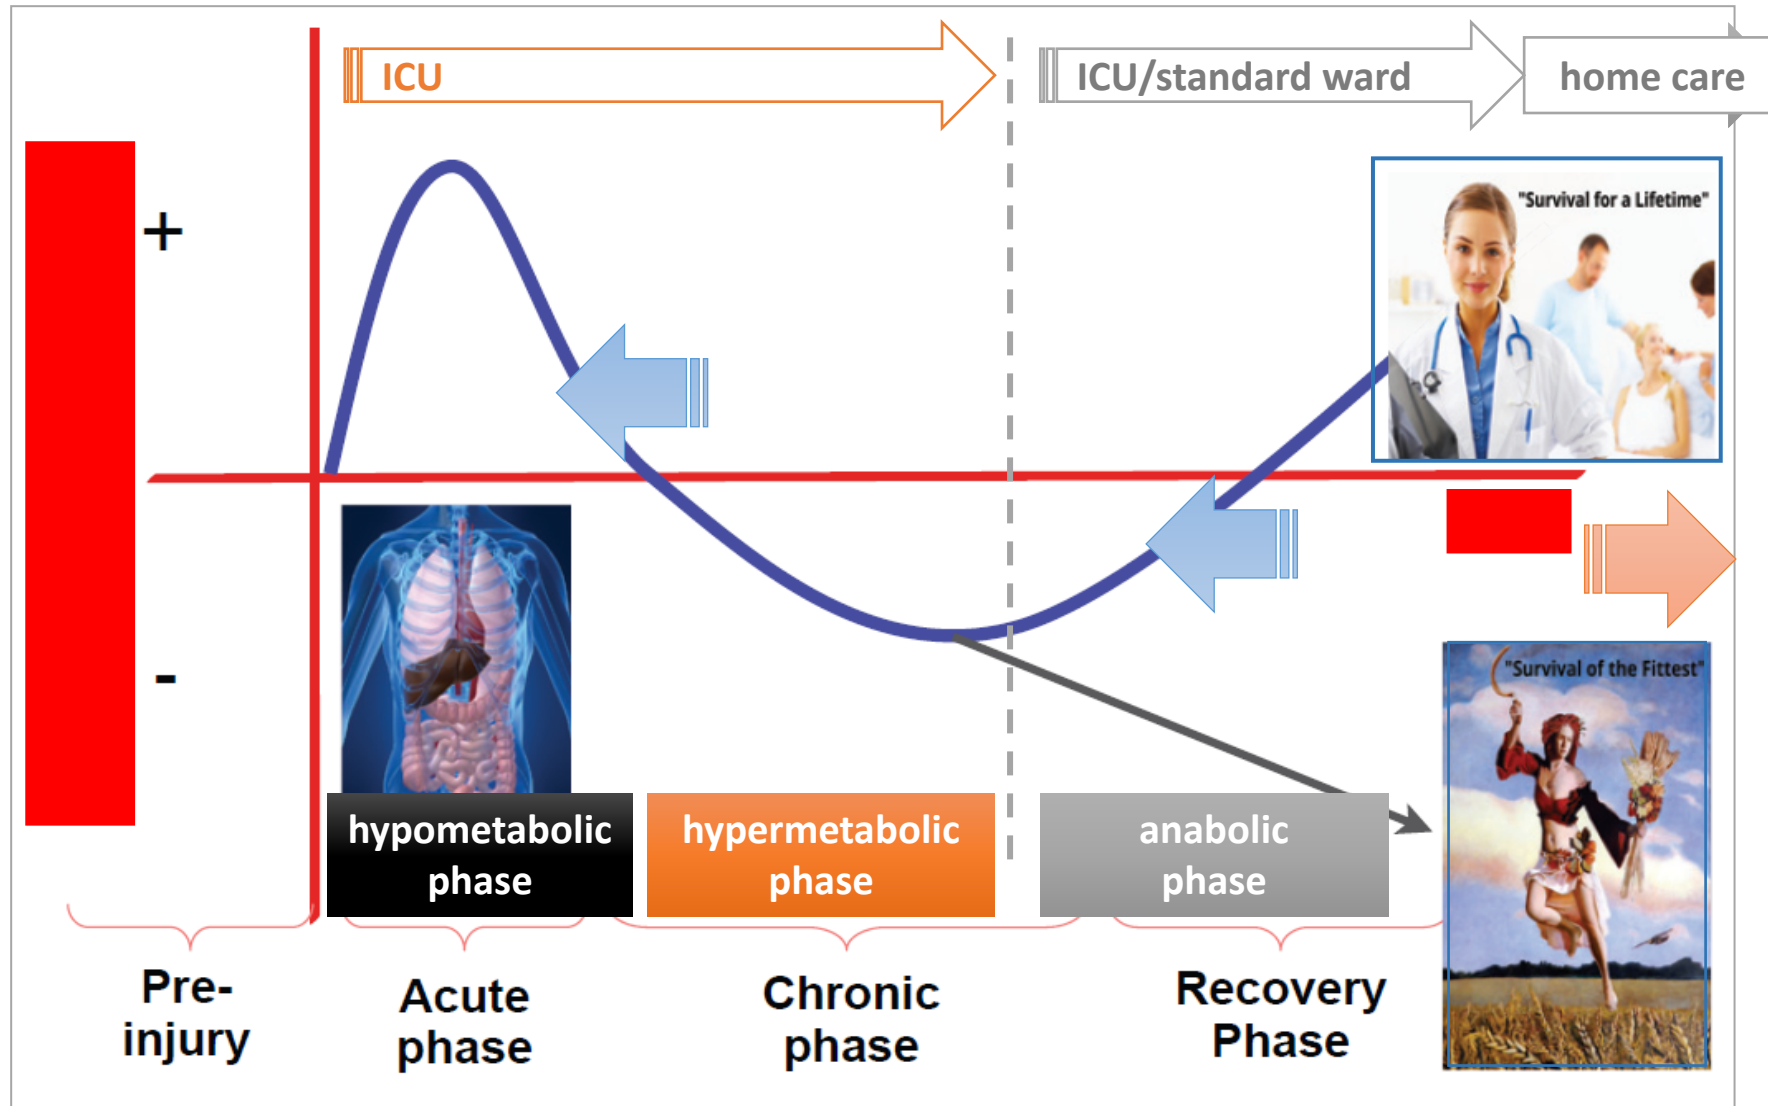 ICU
ICU/standard ward
home care
"Survival for a Lifetime"
+
-
"Survival of the Fittest"
hypometabolic
phase
hypermetabolic
phase
anabolic
phase
Pre-
injury
Acute
phase
Chronic
phase
Recovery
Phase